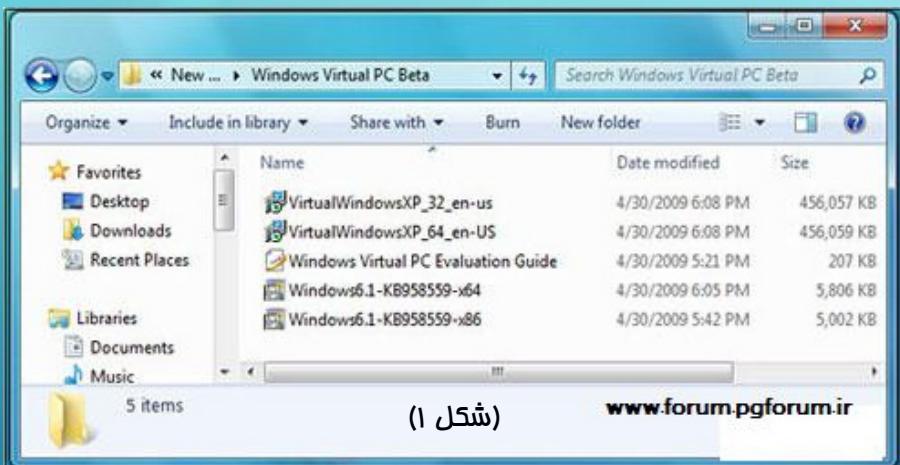 « New ... ▸ Windows Virtual PC Beta
Search Windows Virtual PC Beta
Organize Include in library Share with Burn New folder
Favorites
Desktop
Downloads
Recent Places
Libraries
Documents
Music
Name Date modified Size
VirtualWindowsXP_32_en-us 4/30/2009 6:08 PM 456,057 KB
VirtualWindowsXP_64_en-US 4/30/2009 6:08 PM 456,059 KB
Windows Virtual PC Evaluation Guide 4/30/2009 5:21 PM 207 KB
Windows6.1-KB958559-x64 4/30/2009 6:05 PM 5,806 KB
Windows6.1-KB958559-x86 4/30/2009 5:42 PM 5,002 KB
5 items
(شکل ۱)
www.forum.pgforum.ir